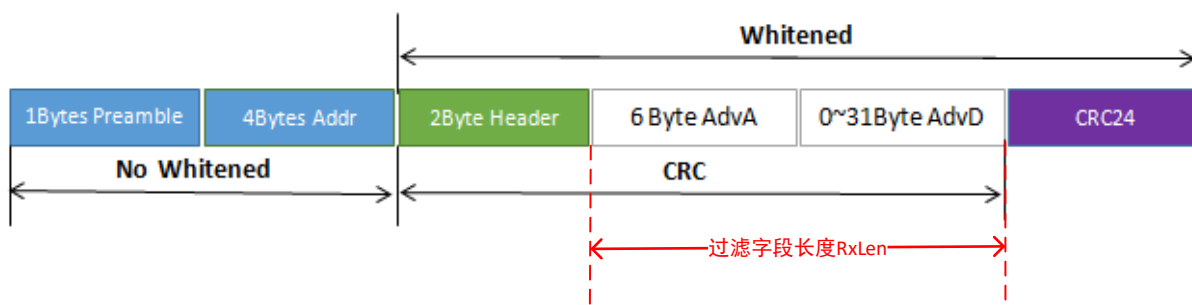 Whitened
1Bytes Preamble
4Bytes Addr
2Byte Header
6 Byte AdvA
0~31Byte AdvD
CRC24
No Whitened
CRC
过滤字段长度RxLen